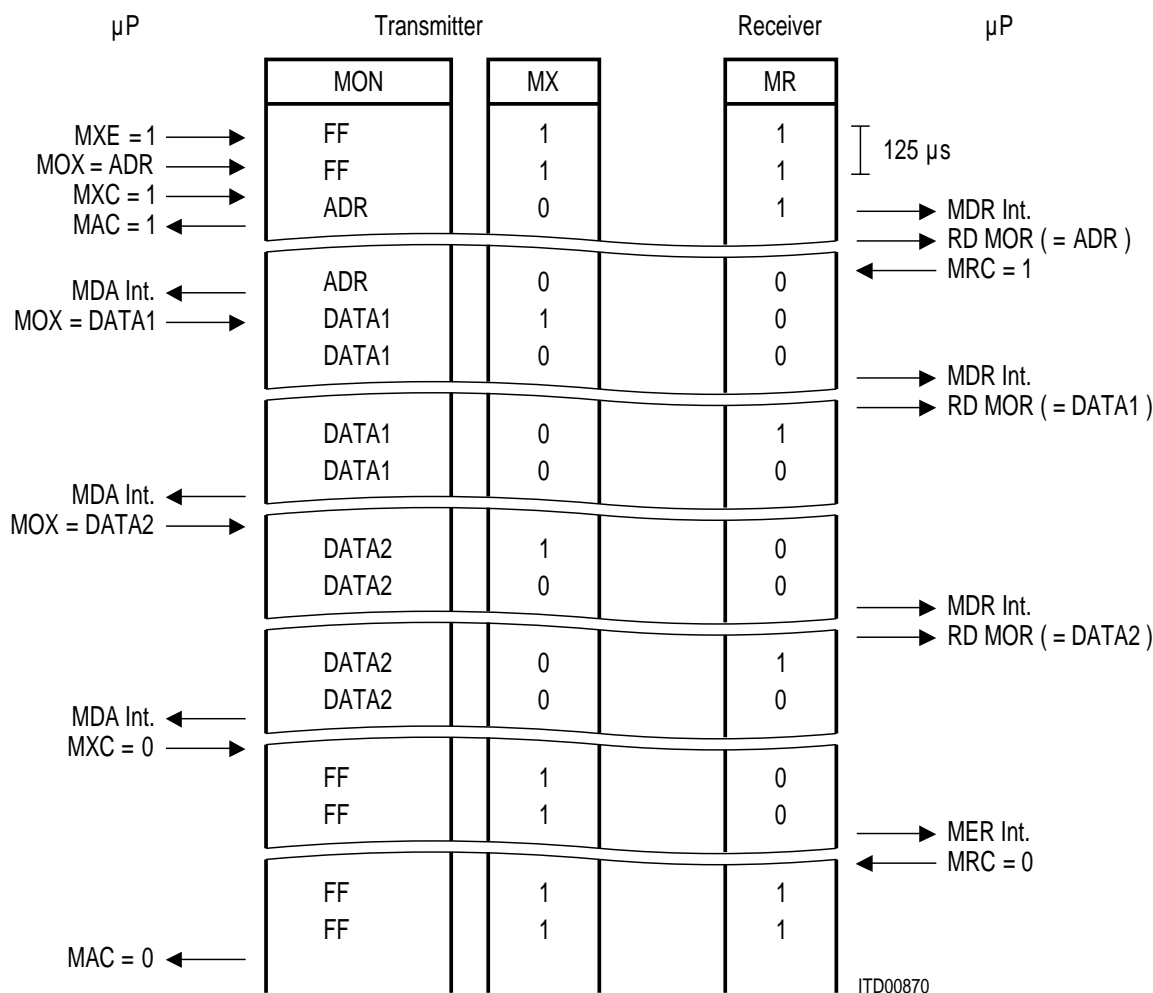 µP Transmitter Receiver µP
MON MX MR
MXE = 1 FF 1 1
125 µs
MOX = ADR FF 1 1
MXC = 1 ADR 0 1 MDR Int.
MAC = 1 RD MOR ( = ADR )
MRC = 1
MDA Int. ADR 0 0
MOX = DATA1 DATA1 1 0
DATA1 0 0
MDR Int.
RD MOR ( = DATA1 )
DATA1 0 1
DATA1 0 0
MDA Int.
MOX = DATA2
DATA2 1 0
DATA2 0 0
MDR Int.
RD MOR ( = DATA2 )
DATA2 0 1
DATA2 0 0
MDA Int.
MXC = 0
FF 1 0
FF 1 0
MER Int.
MRC = 0
FF 1 1
FF 1 1
MAC = 0
ITD00870